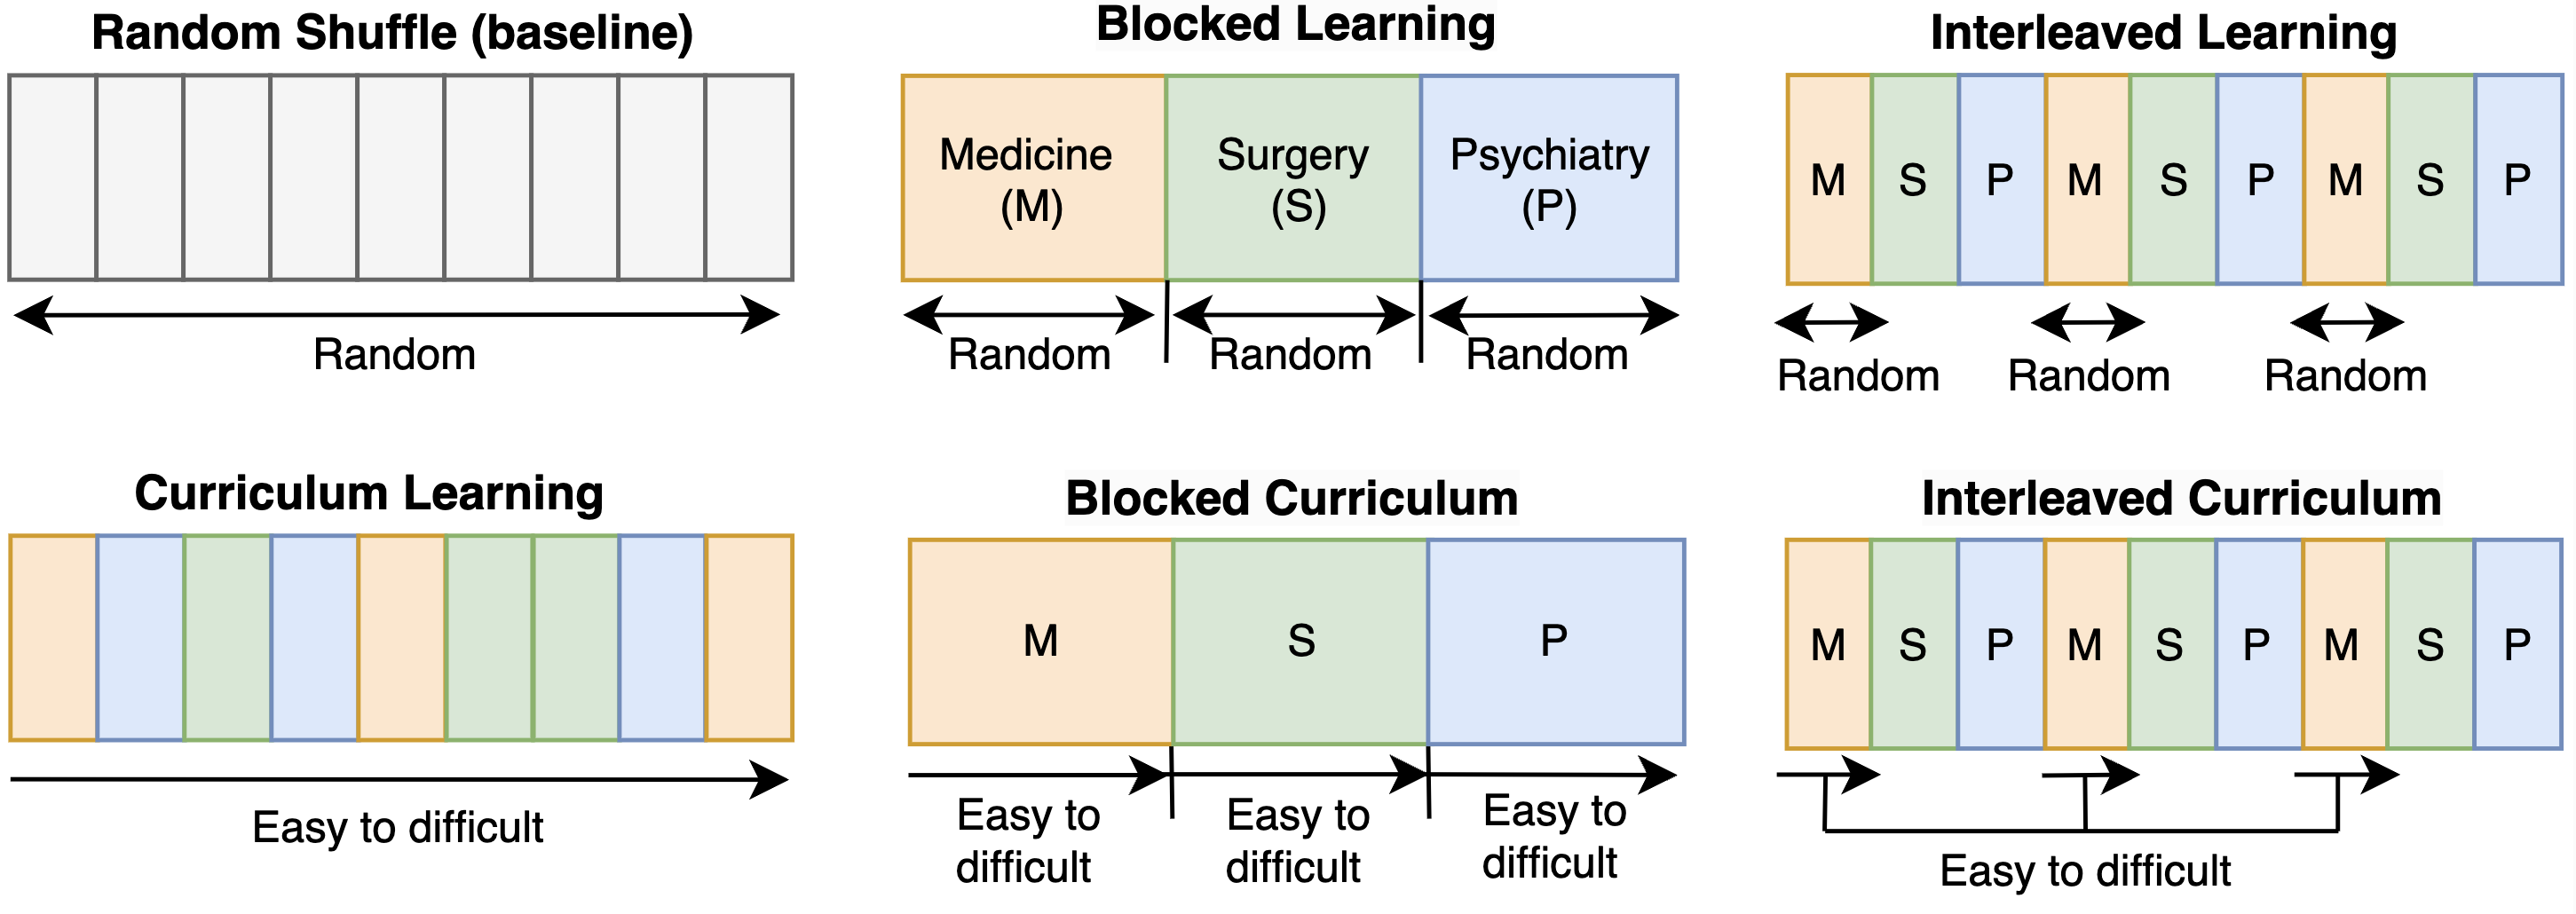 Random Shuffle (baseline)
Random
Blocked Learning
Medicine
(M)
Surgery
(S)
Psychiatry
(P)
Random
Random
Random
Interleaved Learning
M
S
P
M
S
P
M
S
P
Random
Random
Random
Curriculum Learning
Easy to difficult
Blocked Curriculum
M
S
P
Easy to
difficult
Easy to
difficult
Easy to
difficult
Interleaved Curriculum
M
S
P
M
S
P
M
S
P
Easy to difficult